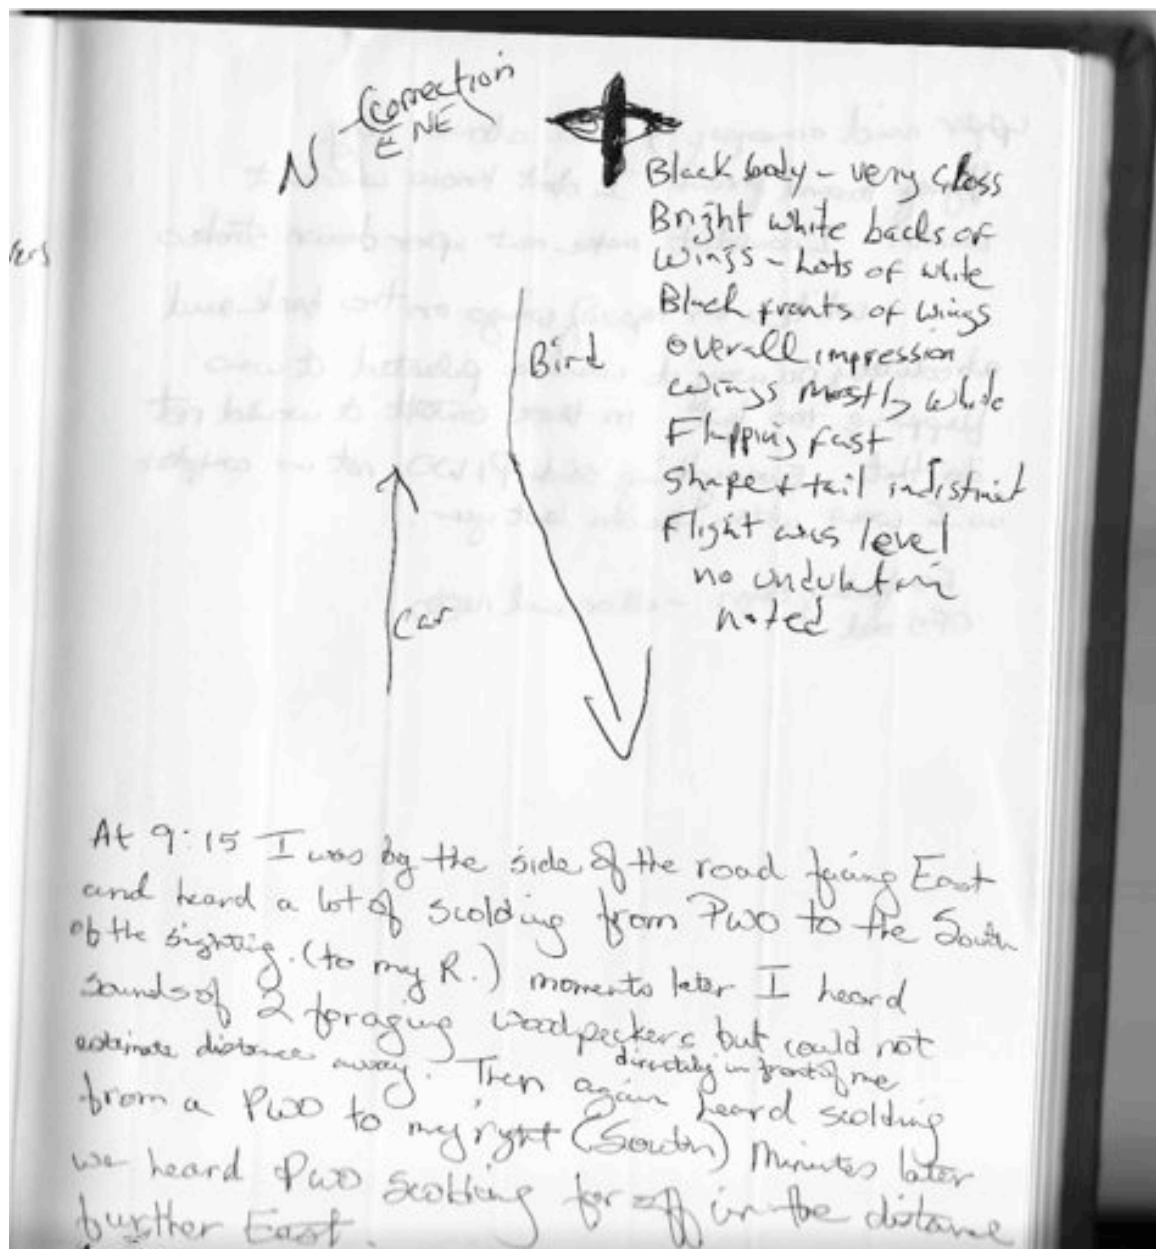 Correction
N ENE
Black body - very gloss
Bright white backs of
wings - Lots of white
Black fronts of wings
Bird
overall impression
wings mostly white
Flapping fast
Shape & tail indistinct
Flight was level
no undulation
noted
Car
At 9:15 I was by the side of the road facing East
and heard a lot of scolding from PWO to the South
of the sighting. (to my R.) moments later I heard
sounds of 2 foraging woodpeckers but could not
estimate distance away. Then again directly in front of me heard scolding
from a PWO to my right (South) Minutes later
we heard PWO scolding far off in the distance
further East.